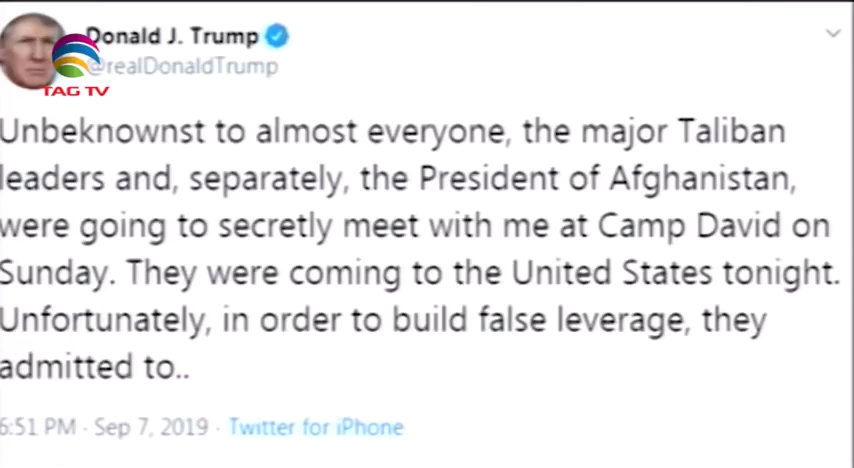 Donald J. Trump
@realDonaldTrump
TAG TV
Unbeknownst to almost everyone, the major Taliban
leaders and, separately, the President of Afghanistan,
were going to secretly meet with me at Camp David on
Sunday. They were coming to the United States tonight.
Unfortunately, in order to build false leverage, they
admitted to..
6:51 PM · Sep 7, 2019 · Twitter for iPhone